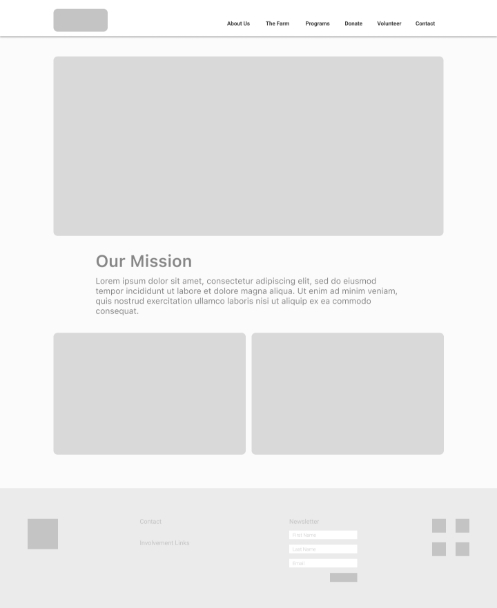 About Us
The Farm
Programs
Donate
Volunteer
Contact
Our Mission
Lorem ipsum dolor sit amet, consectetur adipiscing elit, sed do eiusmod
tempor incididunt ut labore et dolore magna aliqua. Ut enim ad minim veniam,
quis nostrud exercitation ullamco laboris nisi ut aliquip ex ea commodo
consequat.
Contact
Involvement Links
Newsletter
First Name
Last Name
Email